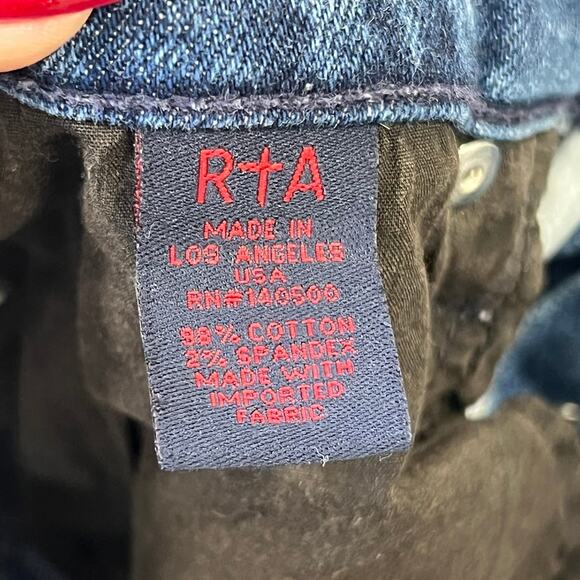 R†A
MADE IN
LOS ANGELES
USA
RN#140500
98% COTTON
2% SPANDEX
MADE WITH
IMPORTED
FABRIC